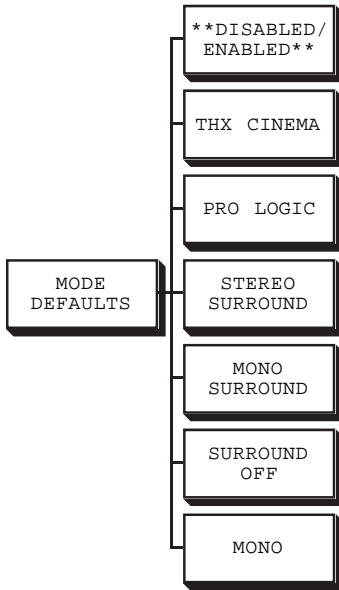 **DISABLED/
ENABLED**
THX CINEMA
PRO LOGIC
MODE
DEFAULTS
STEREO
SURROUND
MONO
SURROUND
SURROUND
OFF
MONO